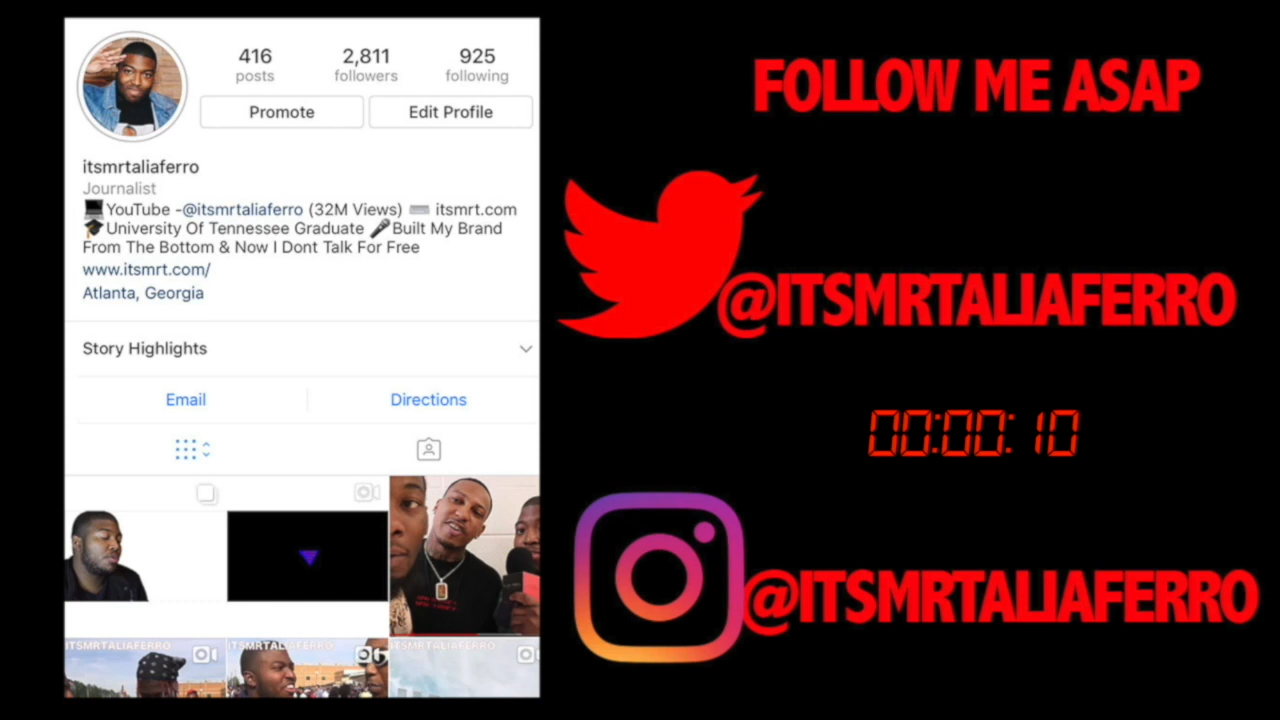 416
2,811
925
posts
followers
following
Promote
Edit Profile
itsmrtaliaferro
Journalist
YouTube -@itsmrtaliaferro (32M Views) itsmrt.com
University Of Tennessee Graduate Built My Brand
From The Bottom & Now I Dont Talk For Free
www.itsmrt.com/
Atlanta, Georgia
Story Highlights
Email
Directions
ITSMRTALIAFERRO
ITSMRTALIAFERRO
ITSMRTALIAFERRO
FOLLOW ME ASAP
@ITSMRTALIAFERRO
00:00:10
@ITSMRTALIAFERRO